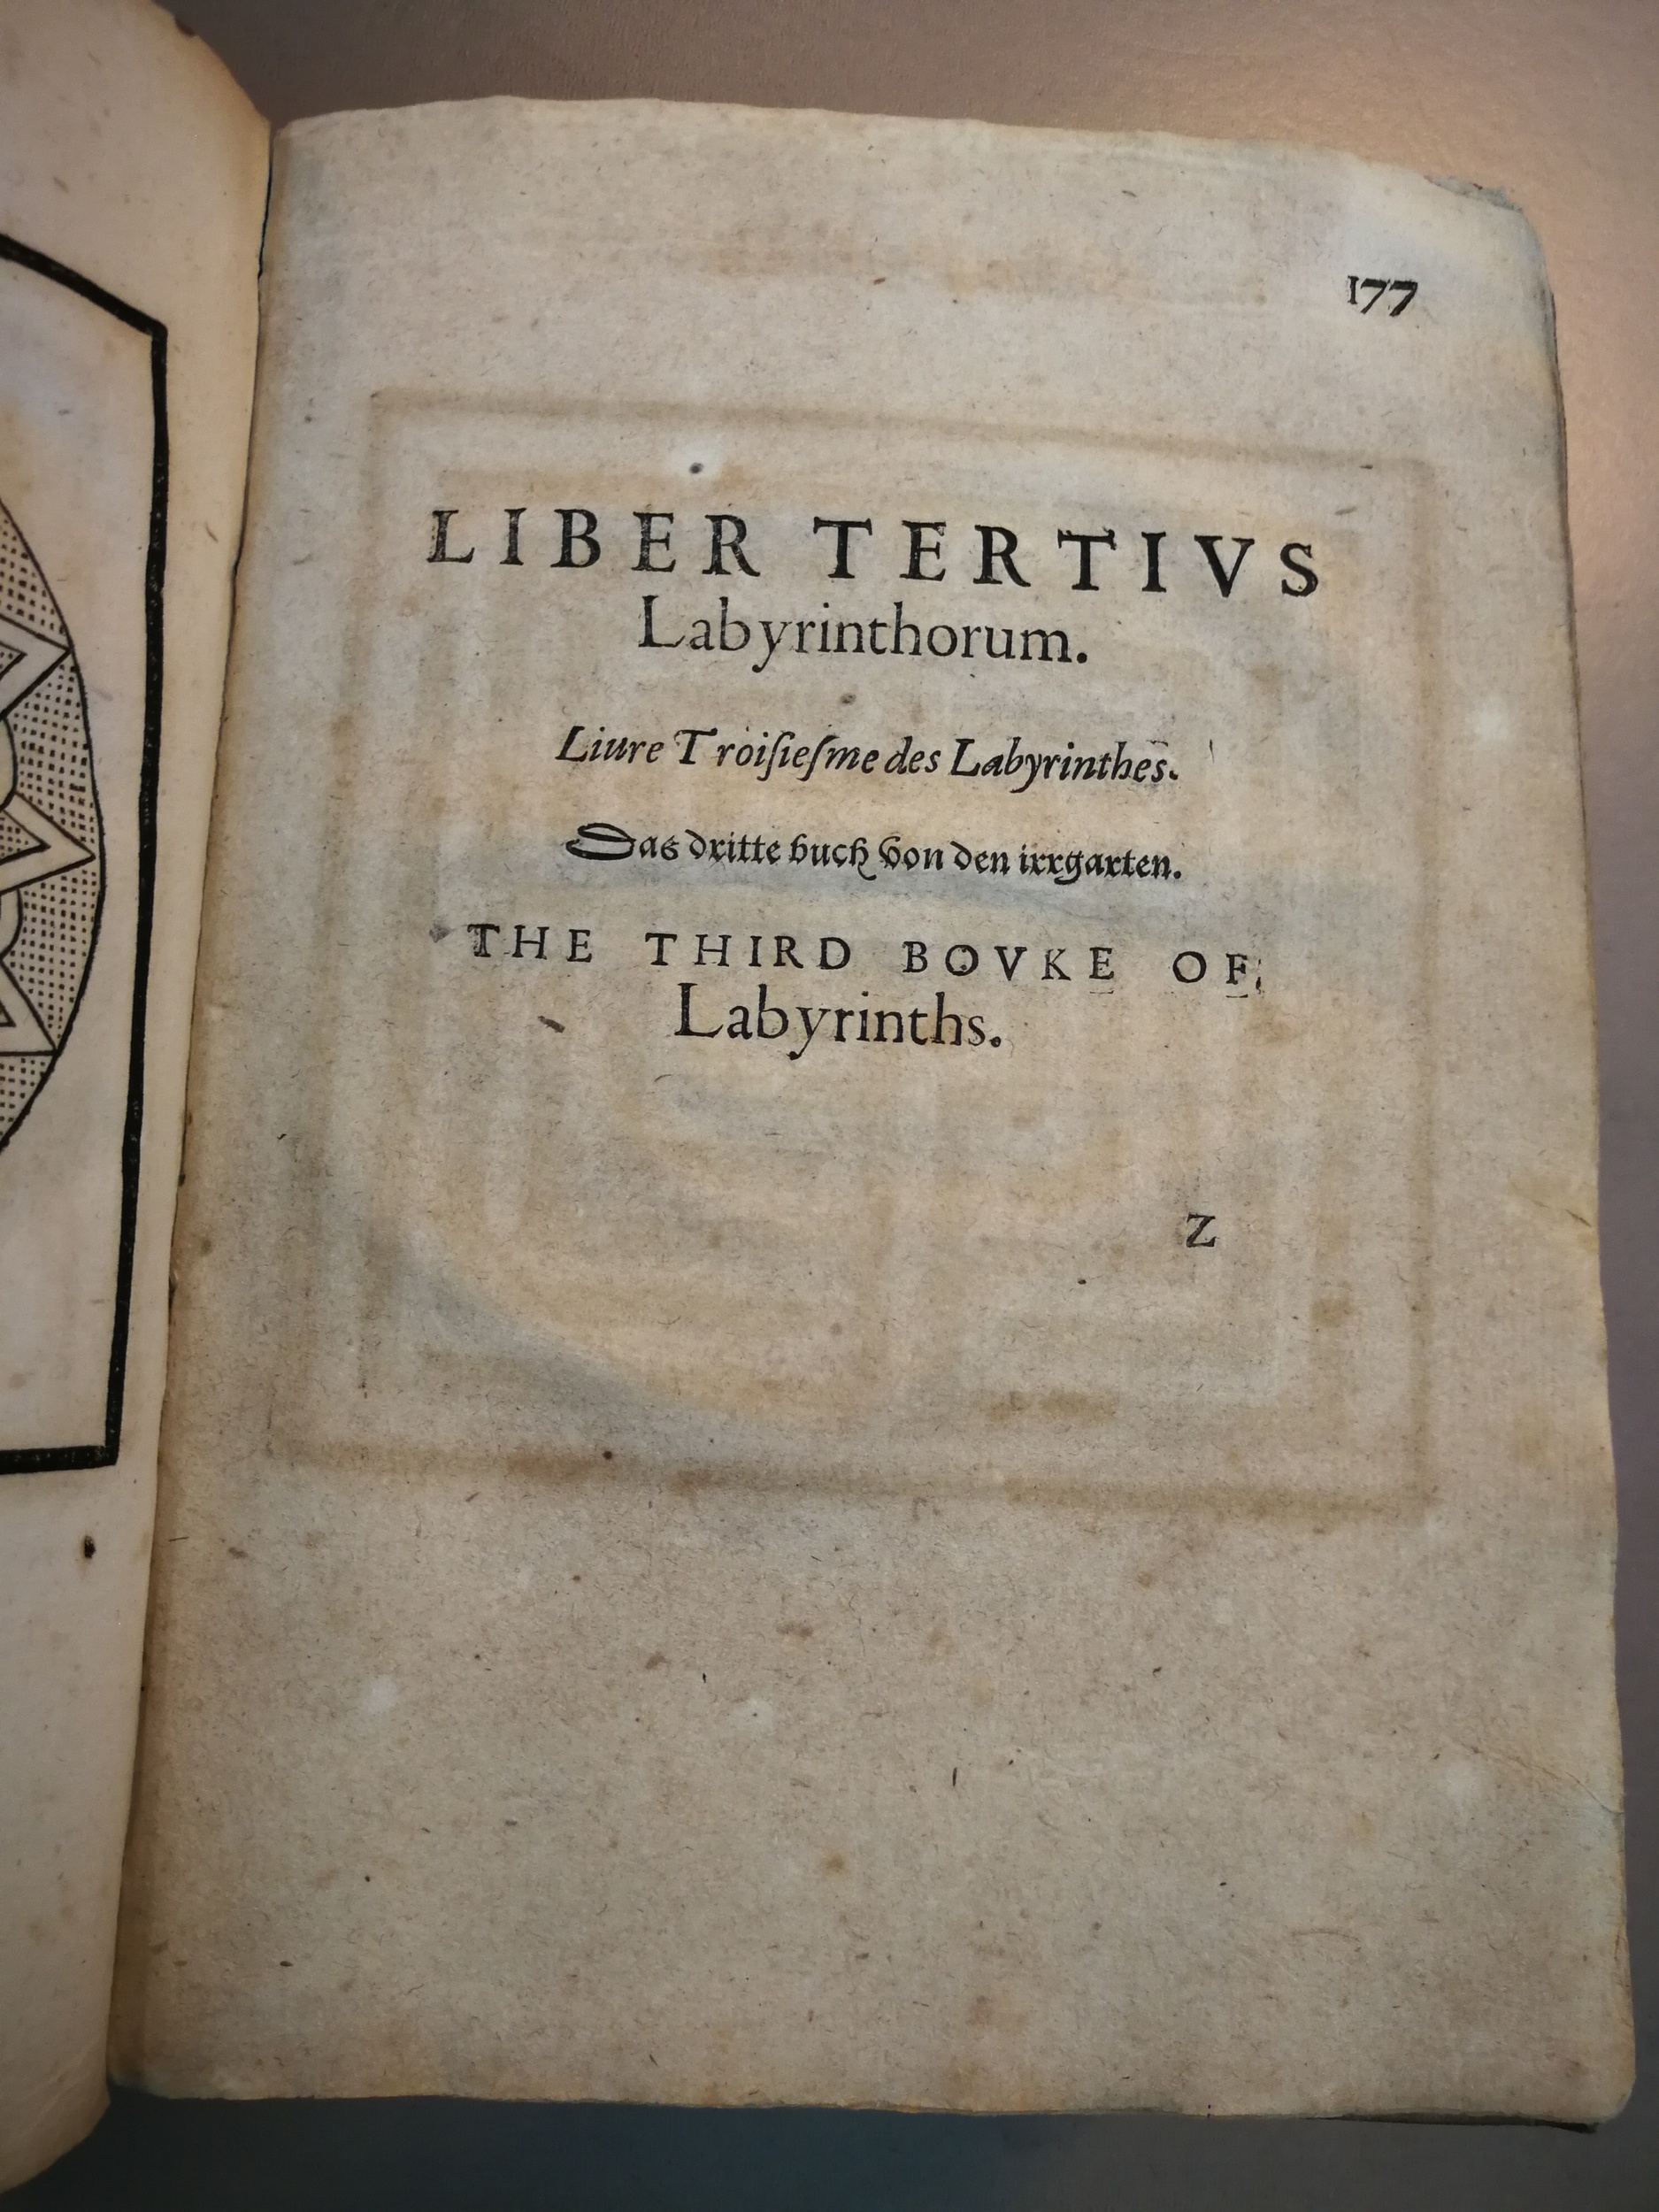 177
LIBER TERTIVS
Labyrinthorum.
Liure Troiſieſme des Labyrinthes.
Das dritte buch von den irrgarten.
THE THIRD BOVKE OF
Labyrinths.
Z